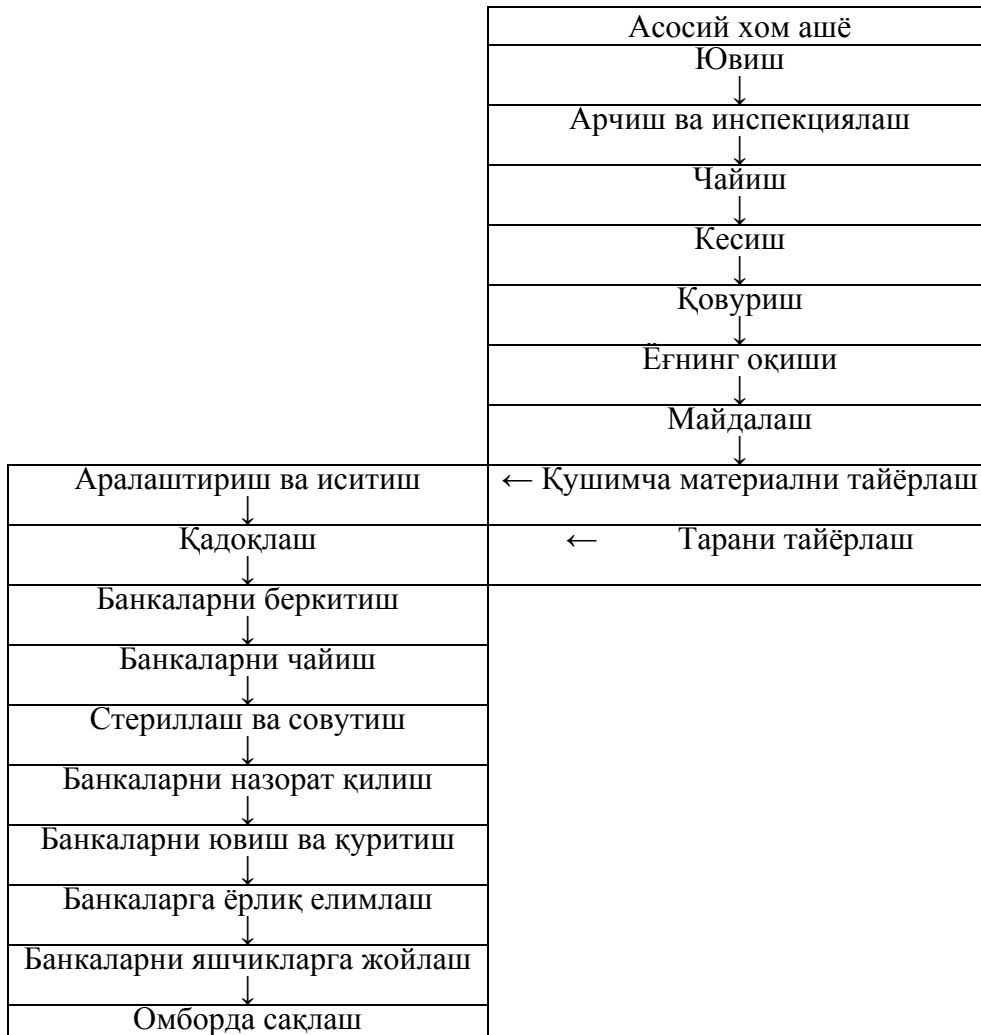 Асосий хом ашё
Ювиш
↓
Арчиш ва инспекциялаш
↓
Чайиш
↓
Кесиш
↓
Қовуриш
↓
Ёғнинг оқиши
↓
Майдалаш
↓
Аралаштириш ва иситиш ← Қушимча материални тайёрлаш
↓
Қадоқлаш ← Тарани тайёрлаш
↓
Банкаларни беркитиш
↓
Банкаларни чайиш
↓
Стериллаш ва совутиш
↓
Банкаларни назорат қилиш
↓
Банкаларни ювиш ва қуритиш
↓
Банкаларга ёрлиқ елимлаш
↓
Банкаларни яшчикларга жойлаш
↓
Омборда сақлаш